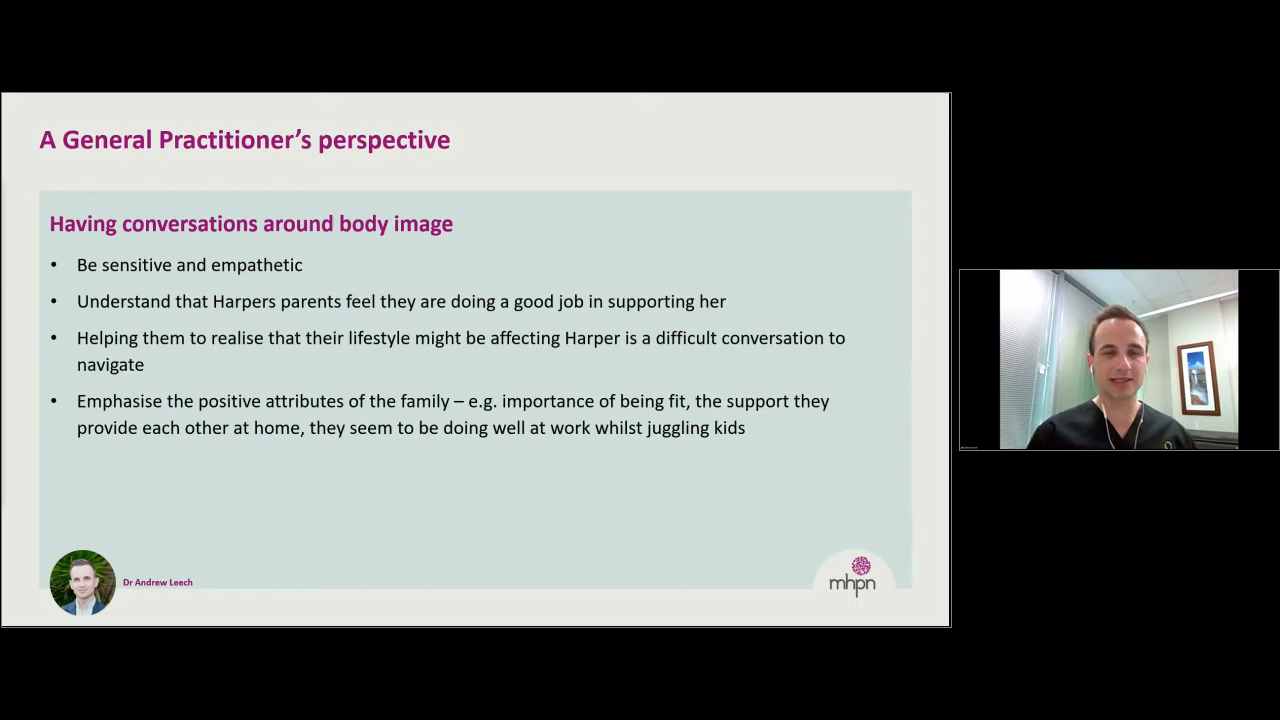 A General Practitioner’s perspective
Having conversations around body image
• Be sensitive and empathetic
• Understand that Harpers parents feel they are doing a good job in supporting her
• Helping them to realise that their lifestyle might be affecting Harper is a difficult conversation to
navigate
• Emphasise the positive attributes of the family – e.g. importance of being fit, the support they
provide each other at home, they seem to be doing well at work whilst juggling kids
Dr Andrew Leech
mhpn